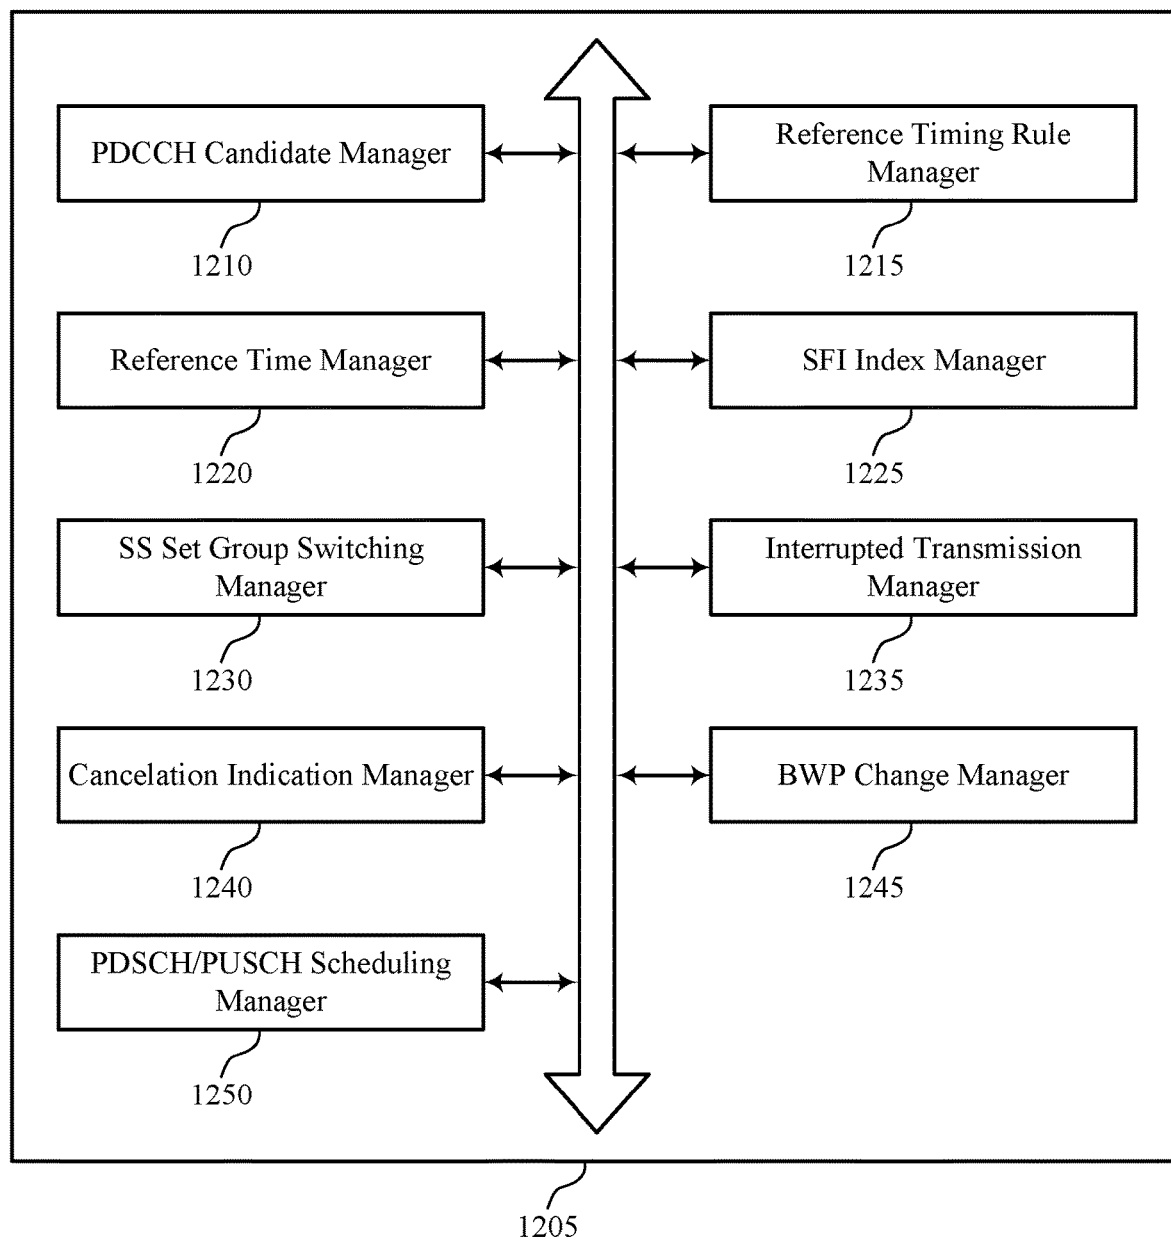 PDCCH Candidate Manager
1210
Reference Timing Rule
Manager
1215
Reference Time Manager
1220
SFI Index Manager
1225
SS Set Group Switching
Manager
1230
Interrupted Transmission
Manager
1235
Cancelation Indication Manager
1240
BWP Change Manager
1245
PDSCH/PUSCH Scheduling
Manager
1250
1205